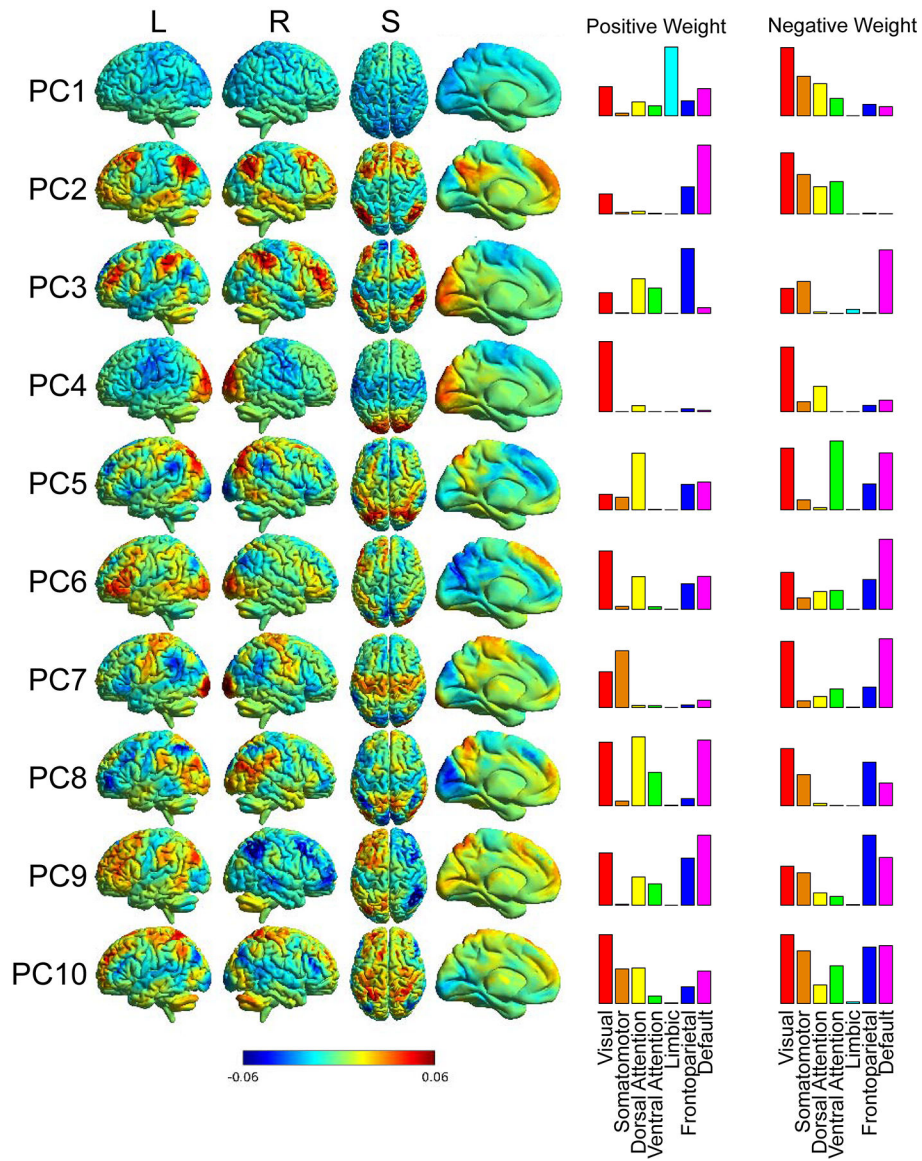 L R S
Positive Weight Negative Weight
PC1
PC2
PC3
PC4
PC5
PC6
PC7
PC8
PC9
PC10
-0.06 0.06
Visual
Somatomotor
Dorsal Attention
Ventral Attention
Limbic
Frontoparietal
Default
Visual
Somatomotor
Dorsal Attention
Ventral Attention
Limbic
Frontoparietal
Default